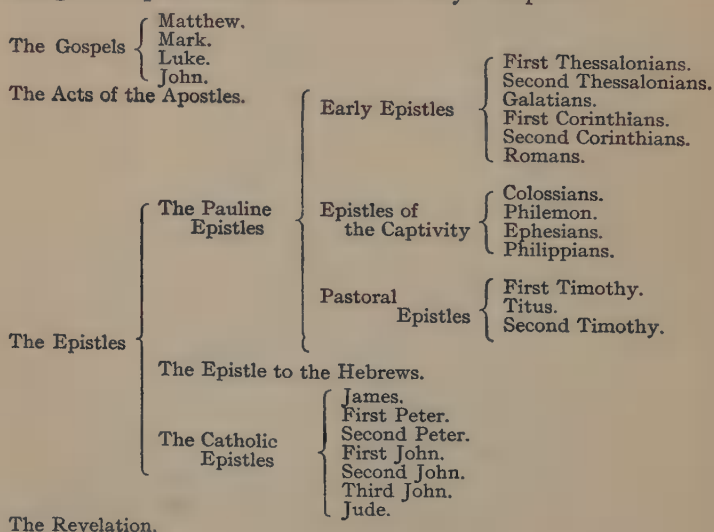 The Gospels
Matthew.
Mark.
Luke.
John.
The Acts of the Apostles.
The Epistles
The Pauline
Epistles
Early Epistles
First Thessalonians.
Second Thessalonians.
Galatians.
First Corinthians.
Second Corinthians.
Romans.
Epistles of
the Captivity
Colossians.
Philemon.
Ephesians.
Philippians.
Pastoral
Epistles
First Timothy.
Titus.
Second Timothy.
The Epistle to the Hebrews.
The Catholic
Epistles
James.
First Peter.
Second Peter.
First John.
Second John.
Third John.
Jude.
The Revelation.